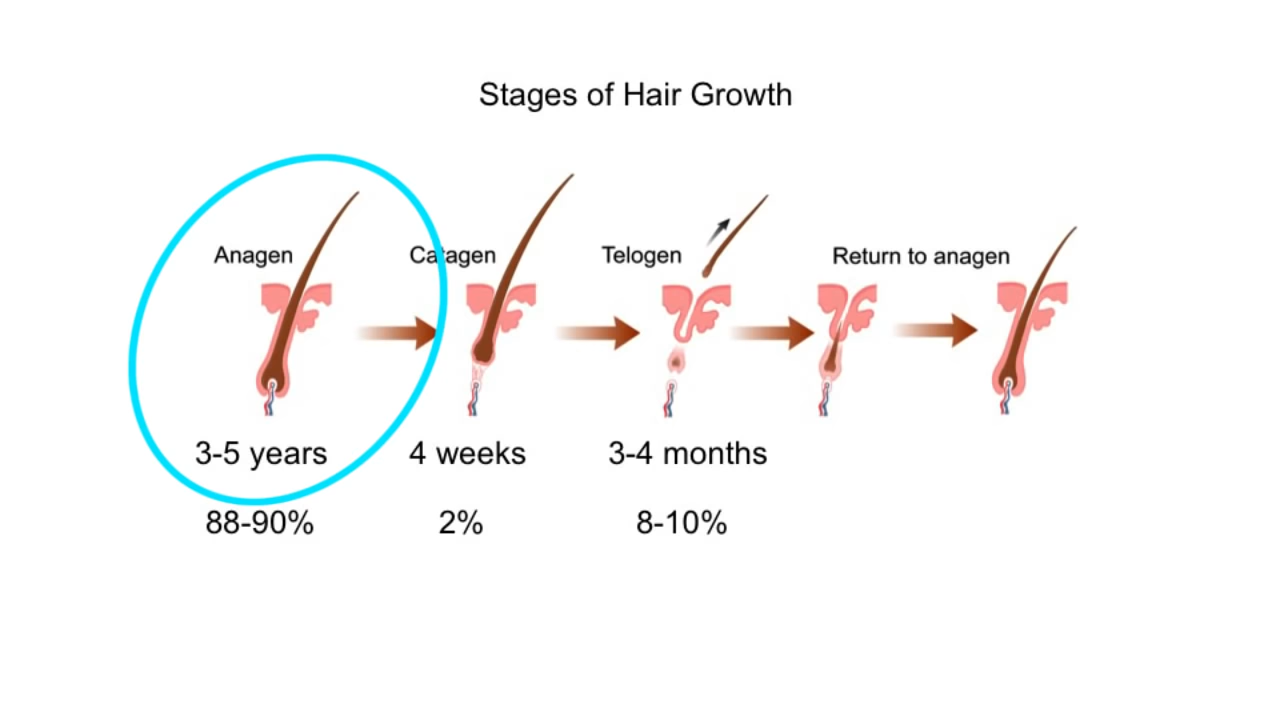 Stages of Hair Growth
Anagen
Catagen
Telogen
Return to anagen
3-5 years
4 weeks
3-4 months
88-90%
2%
8-10%